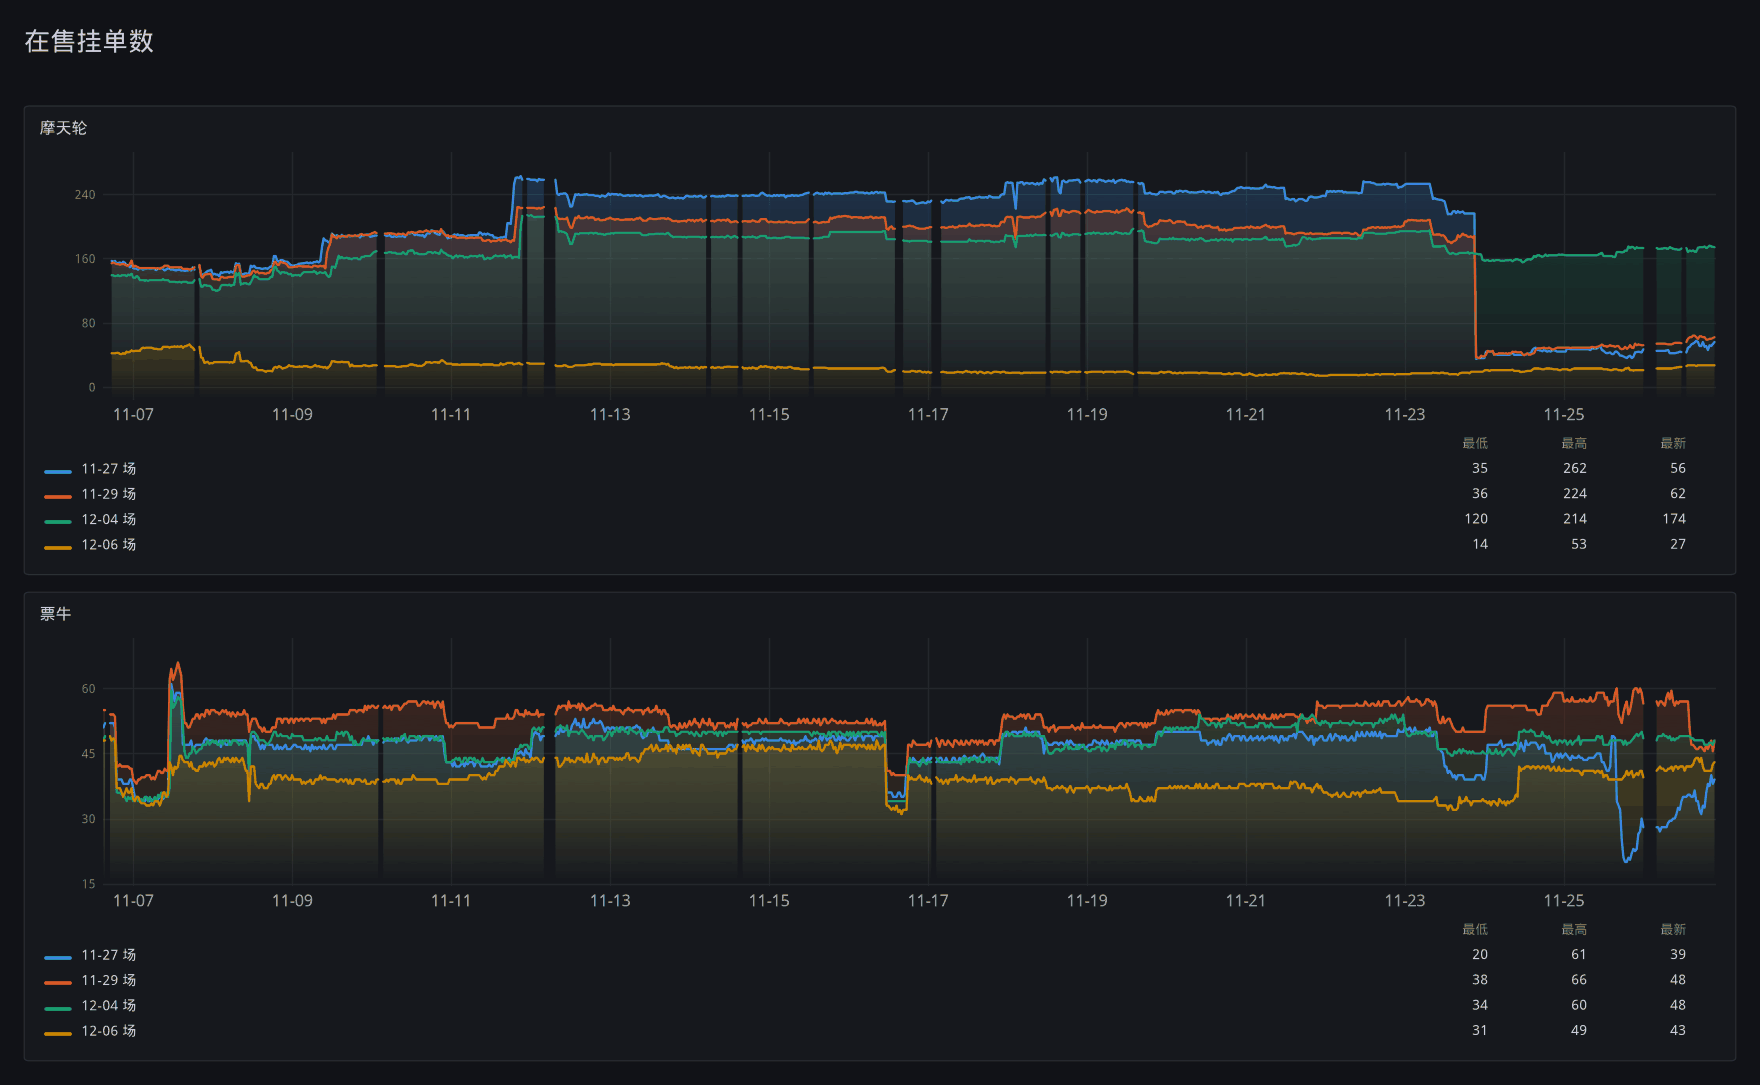 在售挂单数
摩天轮
240
160
80
0
11-07 11-09 11-11 11-13 11-15 11-17 11-19 11-21 11-23 11-25
最低 最高 最新
11-27 场 35 262 56
11-29 场 36 224 62
12-04 场 120 214 174
12-06 场 14 53 27
票牛
60
45
30
15
11-07 11-09 11-11 11-13 11-15 11-17 11-19 11-21 11-23 11-25
最低 最高 最新
11-27 场 20 61 39
11-29 场 38 66 48
12-04 场 34 60 48
12-06 场 31 49 43